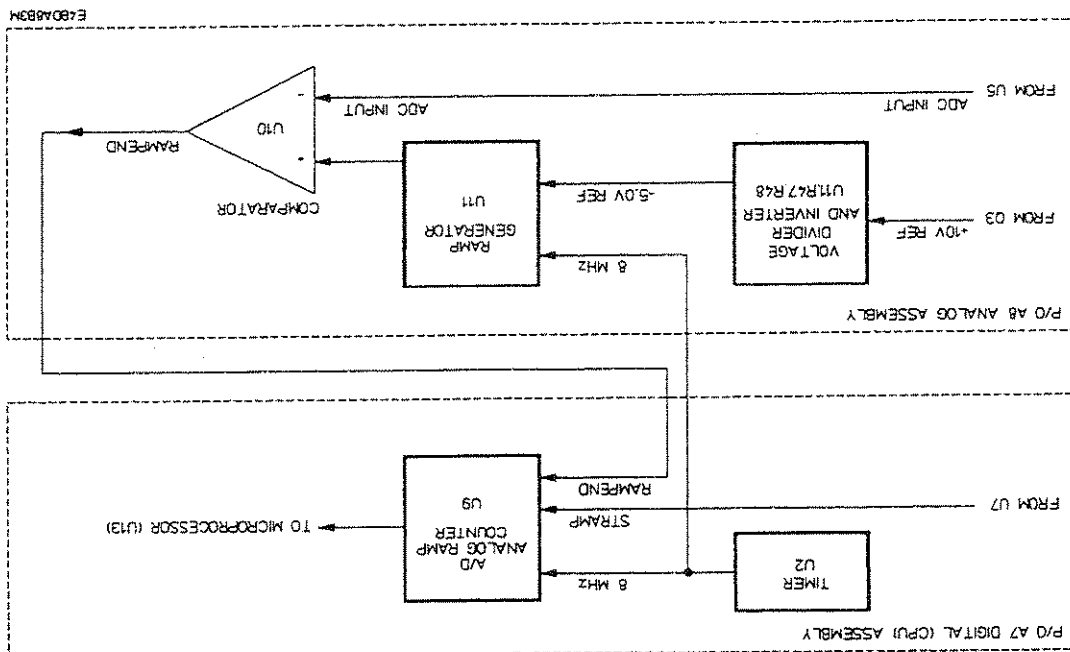 P/O A7 DIGITAL (CPU) ASSEMBLY
TIMER
U2
8 MHz
A/D
ANALOG RAMP
COUNTER
U9
TO MICROPROCESSOR (U13)
FROM U7
STRAMP
RAMPEND
P/O A8 ANALOG ASSEMBLY
8 MHz
FROM Q3
+10V REF
VOLTAGE
DIVIDER
AND INVERTER
U11,R47,R48
-5.0V REF
RAMP
GENERATOR
U11
COMPARATOR
+
U10
-
RAMPEND
FROM U5
ADC INPUT
ADC INPUT
E4BDA8B3M